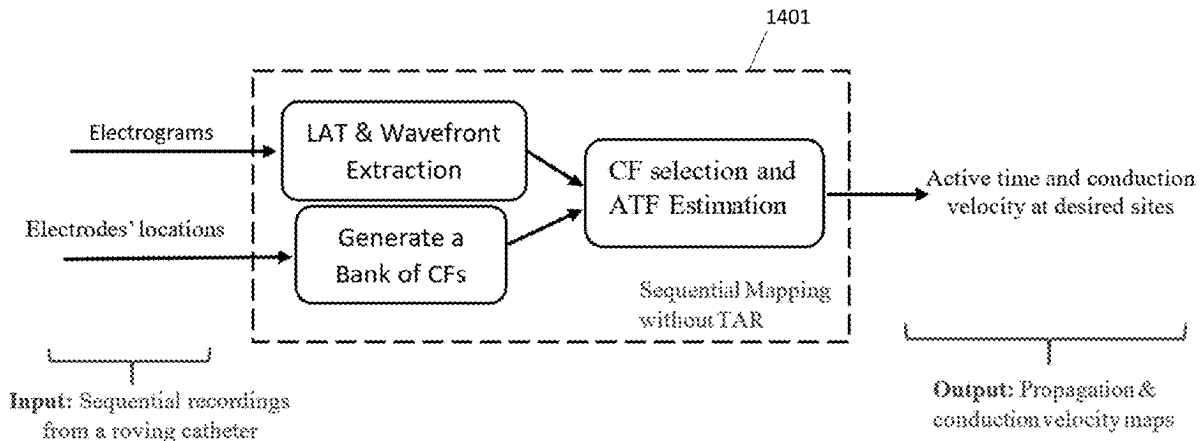 1401
Electrograms
LAT & Wavefront
Extraction
CF selection and
ATF Estimation
Active time and conduction
velocity at desired sites
Electrodes' locations
Generate a
Bank of CFs
Sequential Mapping
without TAR
Input: Sequential recordings
from a roving catheter
Output: Propagation &
conduction velocity maps